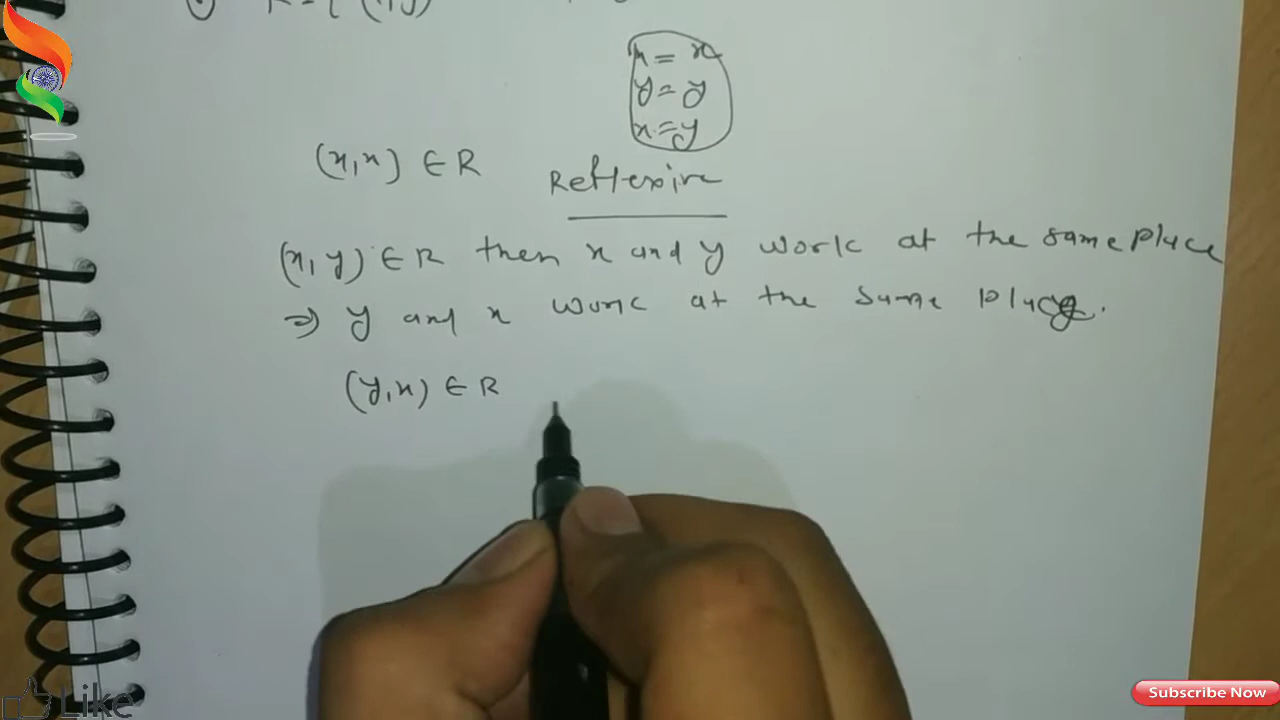 x = x
y = y
x = y
(x,x) ∈ R Reflexive
(x,y) ∈ R then x and y work at the same place
⇒ y and x work at the same place.
(y,x) ∈ R
Like
Subscribe Now